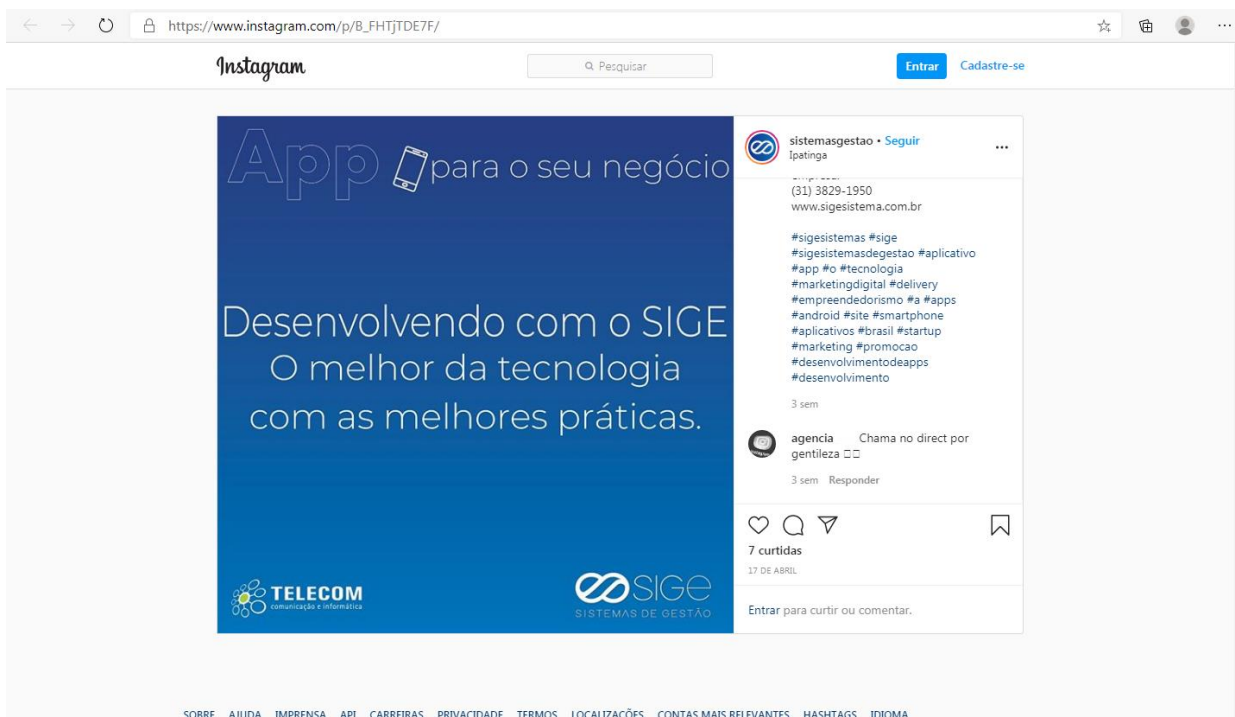 https://www.instagram.com/p/B_FHTjTDE7F/
Instagram
Pesquisar
Entrar
Cadastre-se
App para o seu negócio
Desenvolvendo com o SIGE
O melhor da tecnologia
com as melhores práticas.
TELECOM
comunicação e informática
SIGE
SISTEMAS DE GESTÃO
sistemasgestao • Seguir
Ipatinga
(31) 3829-1950
www.sigesistema.com.br
#sigesistemas #sige
#sigesistemasdegestao #aplicativo
#app #o #tecnologia
#marketingdigital #delivery
#empreendedorismo #a #apps
#android #site #smartphone
#aplicativos #brasil #startup
#marketing #promocao
#desenvolvimentodeapps
#desenvolvimento
3 sem
agencia Chama no direct por
gentileza
3 sem Responder
7 curtidas
17 DE ABRIL
Entrar para curtir ou comentar.
SOBRE AJUDA IMPRENSA API CARREIRAS PRIVACIDADE TERMOS LOCALIZAÇÕES CONTAS MAIS RELEVANTES HASHTAGS IDIOMA